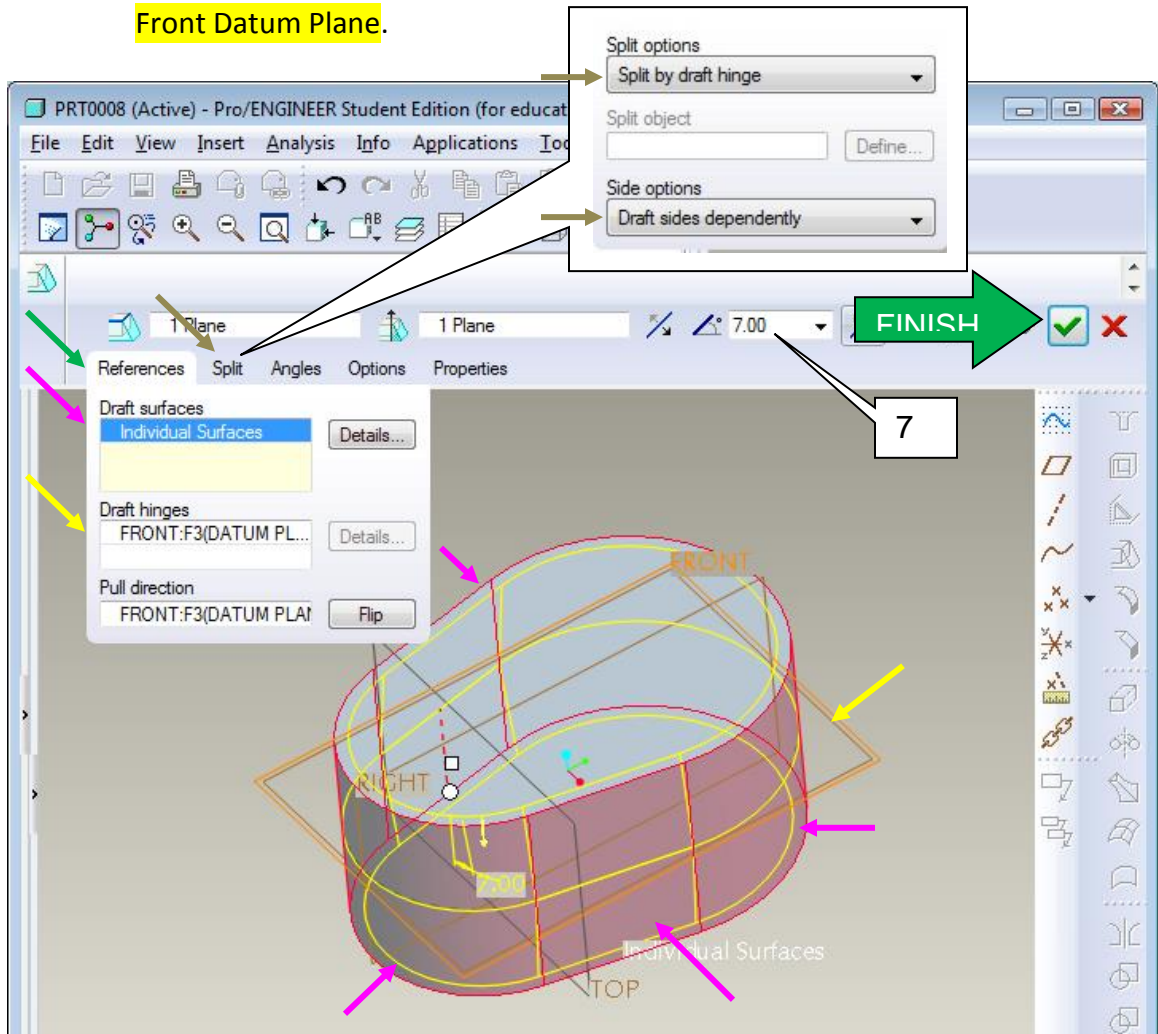 Front Datum Plane.
Split options
Split by draft hinge
Split object
Define...
Side options
Draft sides dependently
PRT0008 (Active) - Pro/ENGINEER Student Edition (for educat
File Edit View Insert Analysis Info Applications
1 Plane
1 Plane
7.00
FINISH
References Split Angles Options Properties
Draft surfaces
Individual Surfaces
Details...
7
Draft hinges
FRONT:F3(DATUM PL...
Details...
Pull direction
FRONT:F3(DATUM PLA
Flip
FRONT
RIGHT
7.00
Individual Surfaces
TOP